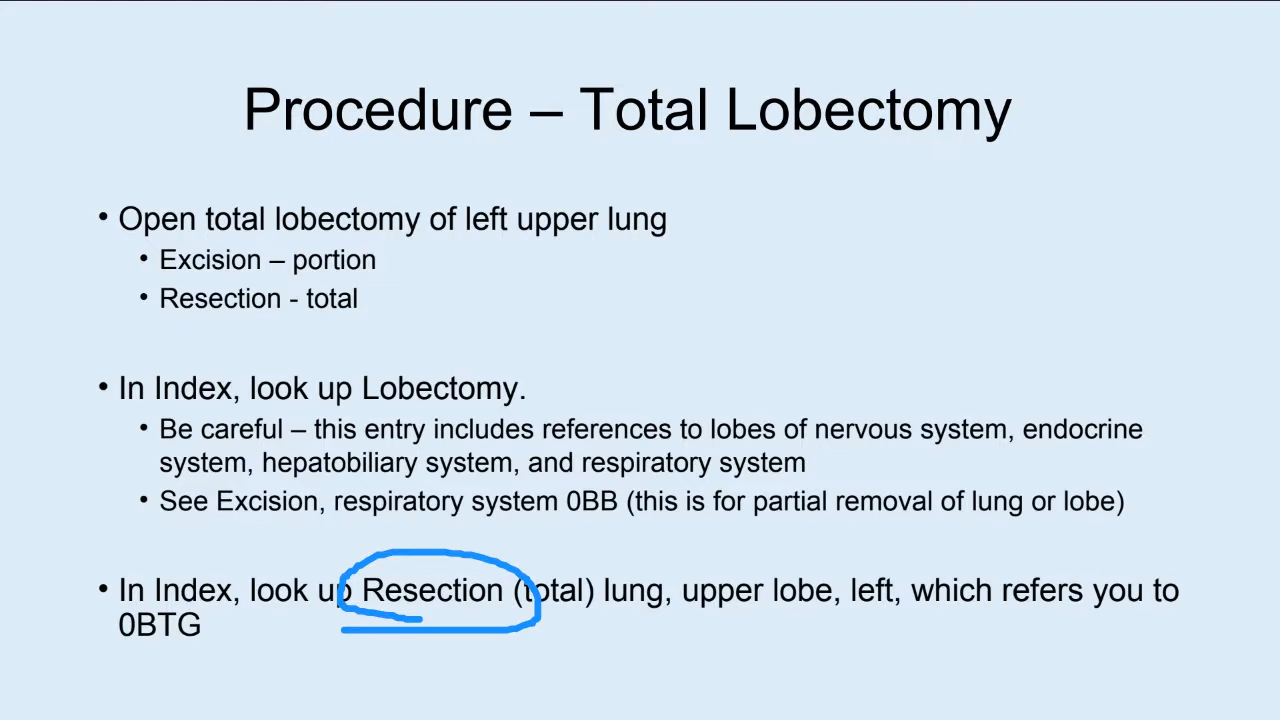 Procedure – Total Lobectomy
• Open total lobectomy of left upper lung
• Excision – portion
• Resection - total
• In Index, look up Lobectomy.
• Be careful – this entry includes references to lobes of nervous system, endocrine
system, hepatobiliary system, and respiratory system
• See Excision, respiratory system 0BB (this is for partial removal of lung or lobe)
• In Index, look up Resection (total) lung, upper lobe, left, which refers you to
0BTG